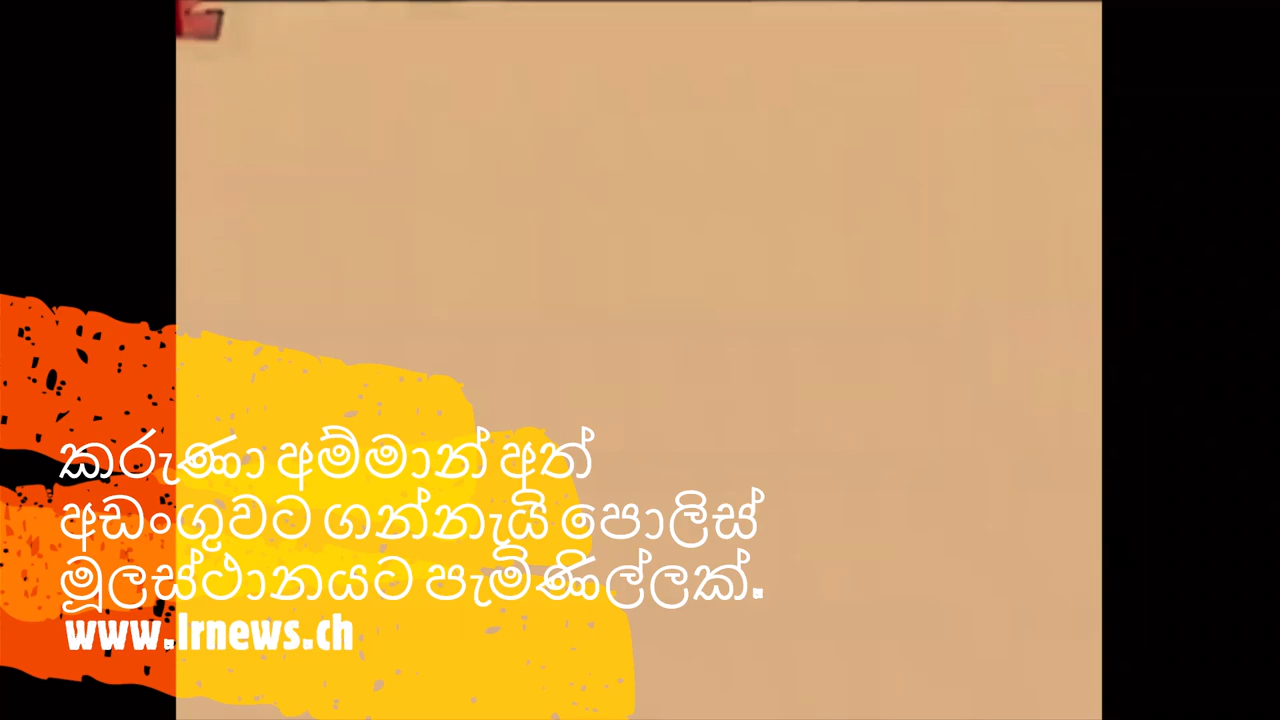 කරුණා අම්මාන් අත්
අඩංගුවට ගන්නැයි පොලිස්
මූලස්ථානයට පැමිණිල්ලක්.
www.lrnews.ch